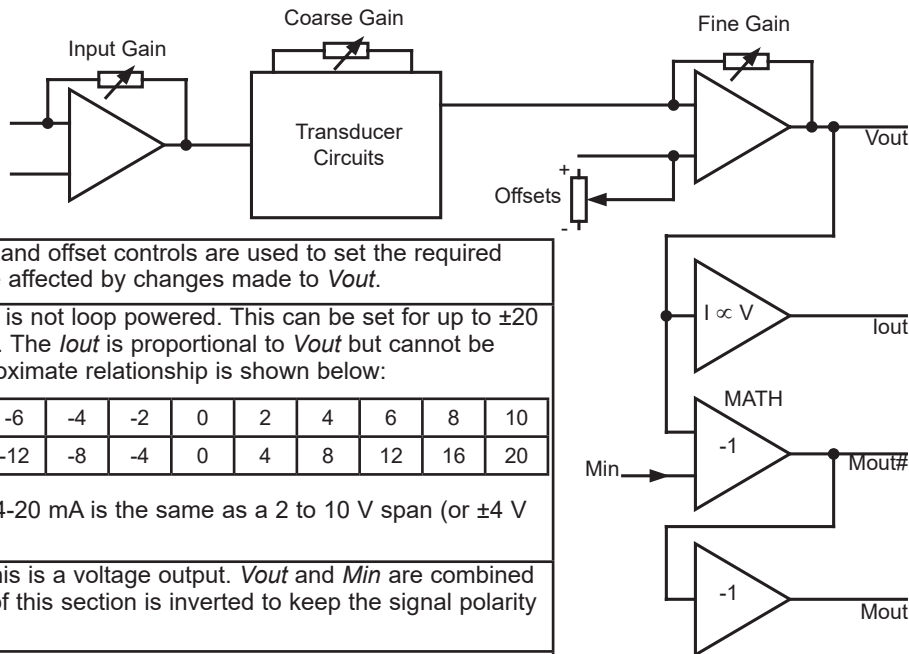 Coarse Gain
Input Gain
Fine Gain
Transducer
Circuits
Vout
+
Offsets
-
and offset controls are used to set the required
affected by changes made to Vout.
is not loop powered. This can be set for up to ±20
. The Iout is proportional to Vout but cannot be
oximate relationship is shown below:
-6 -4 -2 0 2 4 6 8 10
-12 -8 -4 0 4 8 12 16 20
4-20 mA is the same as a 2 to 10 V span (or ±4 V
his is a voltage output. Vout and Min are combined
of this section is inverted to keep the signal polarity
I ∝ V
Iout
MATH
-1
Min
Mout#
-1
Mout